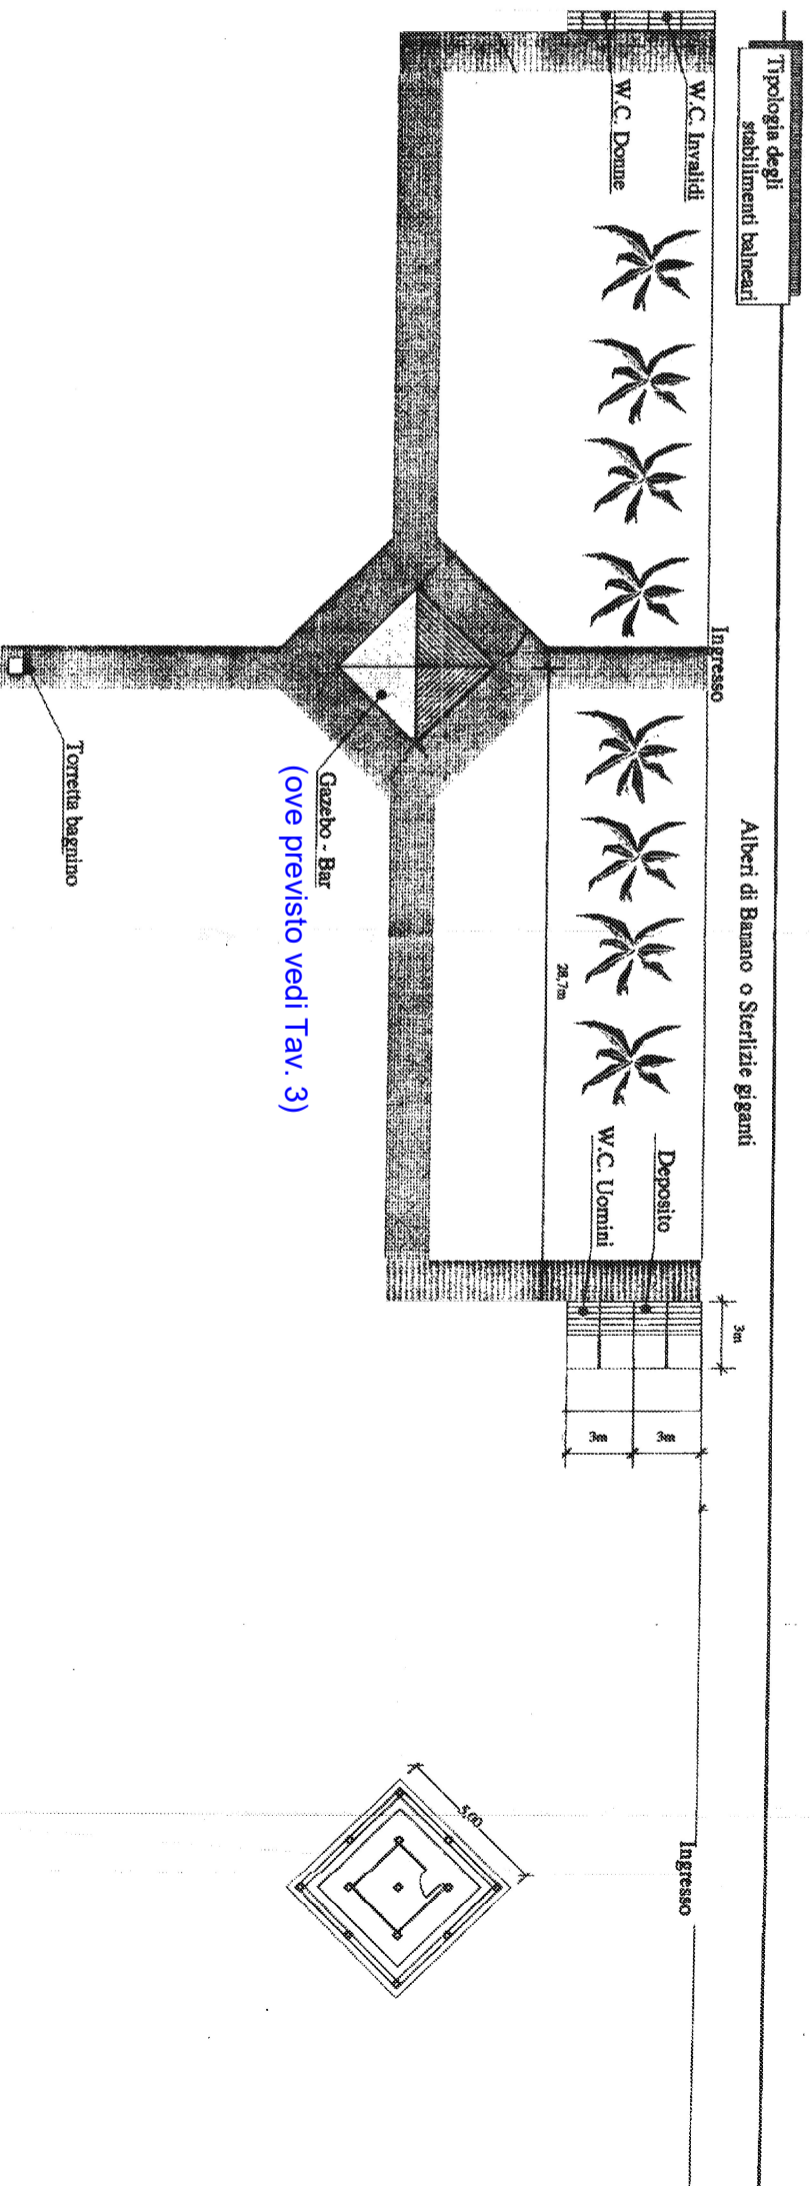 Tipologia degli
stabilimenti balneari
Alberi di Banano o Sterlizie giganti
Ingresso
W.C. Invalidi
W.C. Donne
Deposito
W.C. Uomini
3m
3m
3m
28,7m
Gazebo - Bar
(ove previsto vedi Tav. 3)
Torretta bagnino
Ingresso
5,00